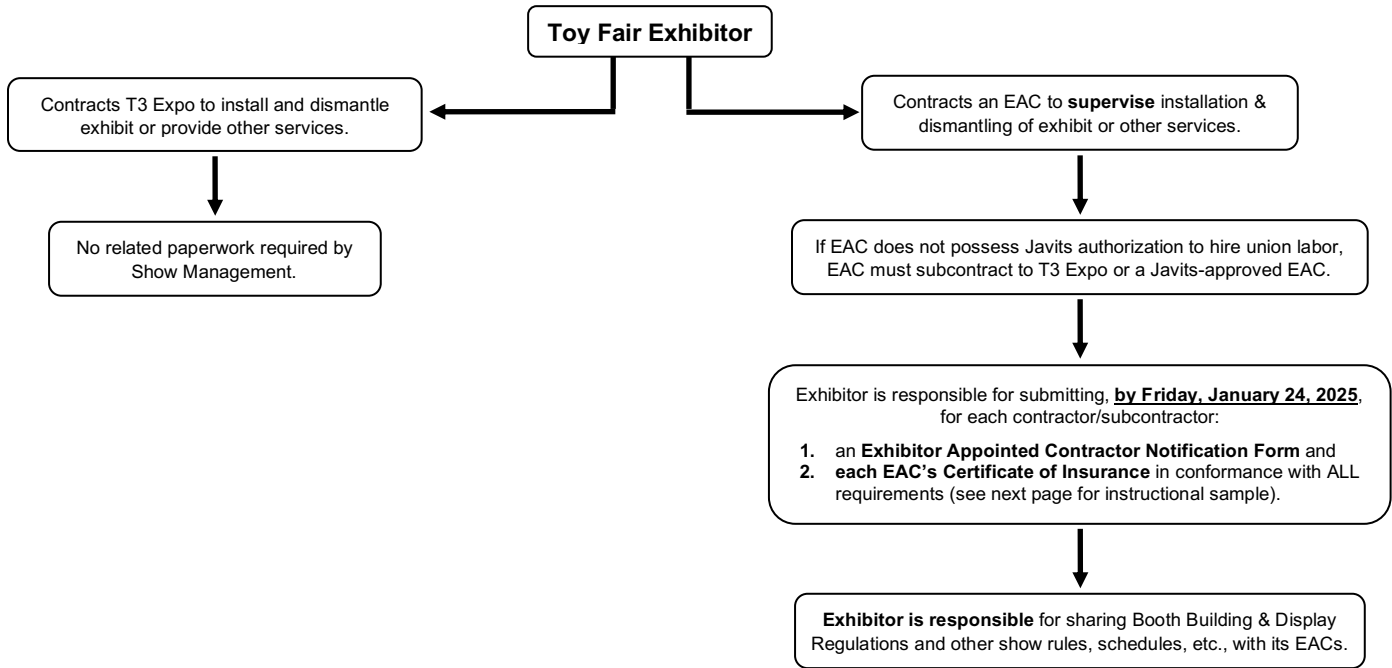 Toy Fair Exhibitor
Contracts T3 Expo to install and dismantle
exhibit or provide other services.
No related paperwork required by
Show Management.
Contracts an EAC to supervise installation &
dismantling of exhibit or other services.
If EAC does not possess Javits authorization to hire union labor,
EAC must subcontract to T3 Expo or a Javits-approved EAC.
Exhibitor is responsible for submitting, by Friday, January 24, 2025,
for each contractor/subcontractor:
1. an Exhibitor Appointed Contractor Notification Form and
2. each EAC’s Certificate of Insurance in conformance with ALL
requirements (see next page for instructional sample).
Exhibitor is responsible for sharing Booth Building & Display
Regulations and other show rules, schedules, etc., with its EACs.